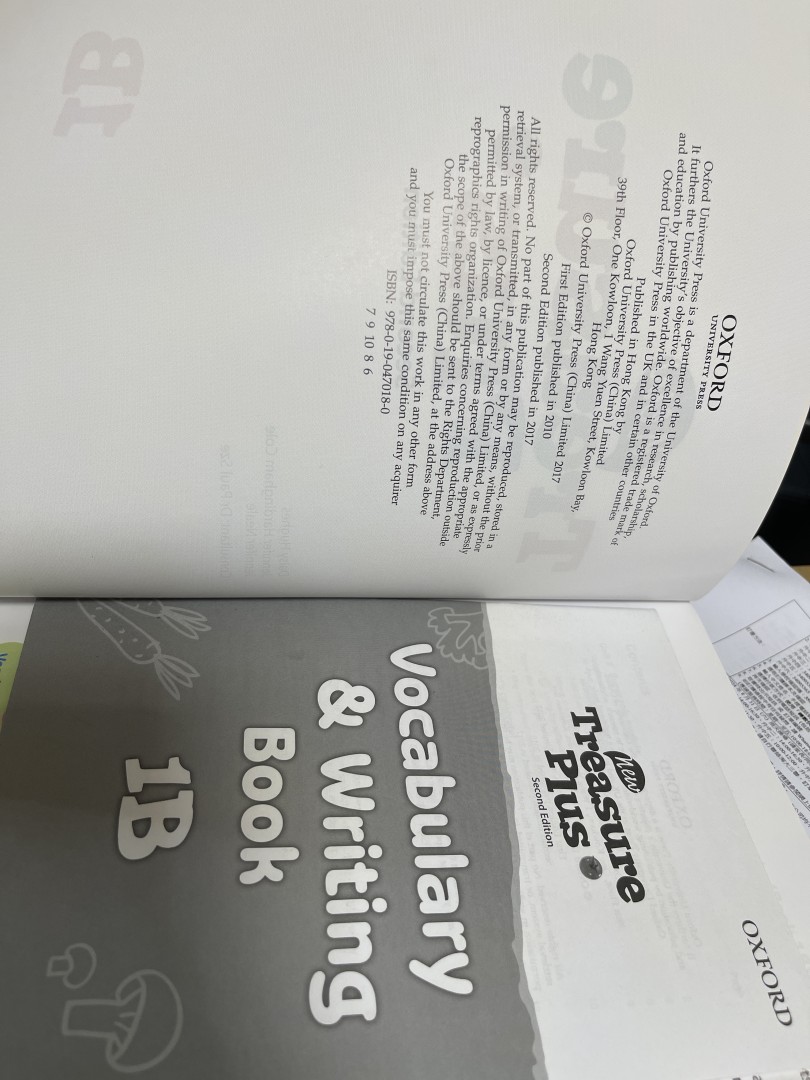 OXFORD
UNIVERSITY PRESS
Oxford University Press is a department of the University of Oxford.
It furthers the University's objective of excellence in research, scholarship,
and education by publishing worldwide. Oxford is a registered trade mark of
Oxford University Press in the UK and in certain other countries
Published in Hong Kong by
Oxford University Press (China) Limited
39th Floor, One Kowloon, 1 Wang Yuen Street, Kowloon Bay,
Hong Kong
© Oxford University Press (China) Limited 2017
First Edition published in 2010
Second Edition published in 2017
All rights reserved. No part of this publication may be reproduced, stored in a
retrieval system, or transmitted, in any form or by any means, without the prior
permission in writing of Oxford University Press (China) Limited, or as expressly
permitted by law, by licence, or under terms agreed with the appropriate
reprographics rights organization. Enquiries concerning reproduction outside
the scope of the above should be sent to the Rights Department,
Oxford University Press (China) Limited, at the address above
You must not circulate this work in any other form
and you must impose this same condition on any acquirer
ISBN: 978-0-19-047018-0
7 9 10 8 6
OXFORD
New
Treasure
Plus
Second Edition
Vocabulary
& Writing
Book
1B